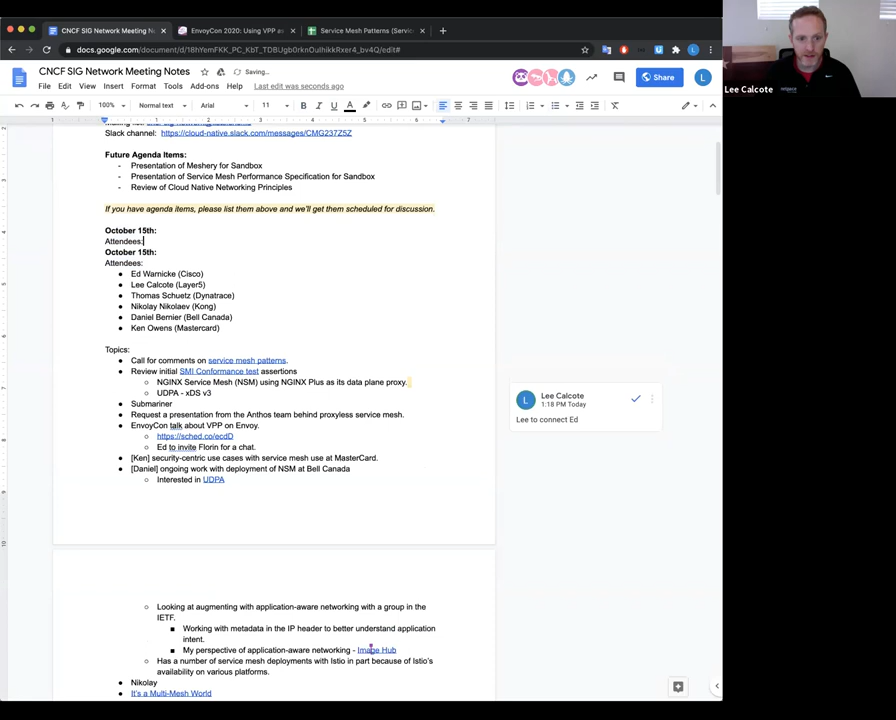 CNCF SIG Network Meeting Notes
EnvoyCon 2020: Using VPP a
Service Mesh Patterns (Servic
docs.google.com/document/d/
Lee Calcote
CNCF SIG Network Meeting Notes
Saving...
File Edit View Insert Format Tools Add-ons Help
Last edit was seconds ago
Share
L
100%
Normal text
Arial
11
Slack channel: https://cloud-native.slack.com/messages/CMG237Z5Z
Future Agenda Items:
- Presentation of Meshery for Sandbox
- Presentation of Service Mesh Performance Specification for Sandbox
- Review of Cloud Native Networking Principles
If you have agenda items, please list them above and we'll get them scheduled for discussion.
October 15th:
Attendees:
October 15th:
Attendees:
Ed Warnicke (Cisco)
Lee Calcote (Layer5)
Thomas Schuetz (Dynatrace)
Nikolay Nikolaev (Kong)
Daniel Bernier (Bell Canada)
Ken Owens (Mastercard)
Topics:
Call for comments on service mesh patterns.
Review initial SMI Conformance test assertions
NGINX Service Mesh (NSM) using NGINX Plus as its data plane proxy.
UDPA - xDS v3
Submariner
Request a presentation from the Anthos team behind proxyless service mesh.
EnvoyCon talk about VPP on Envoy.
https://sched.co/ecdD
Ed to invite Florin for a chat.
[Ken] security-centric use cases with service mesh use at MasterCard.
[Daniel] ongoing work with deployment of NSM at Bell Canada
Interested in UDPA
L
Lee Calcote
1:18 PM Today
Lee to connect Ed
Looking at augmenting with application-aware networking with a group in the
IETF.
Working with metadata in the IP header to better understand application
intent.
My perspective of application-aware networking - Image Hub
Has a number of service mesh deployments with Istio in part because of Istio's
availability on various platforms.
Nikolay
It's a Multi-Mesh World